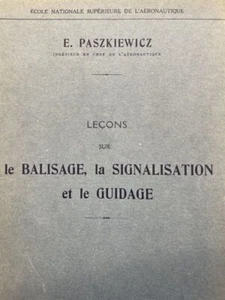 ÉCOLE NATIONALE SUPÉRIEURE DE L'AÉRONAUTIQUE
E. PASZKIEWICZ
INGÉNIEUR EN CHEF DE L'AÉRONAUTIQUE
LEÇONS
SUR
le BALISAGE, la SIGNALISATION
et le GUIDAGE